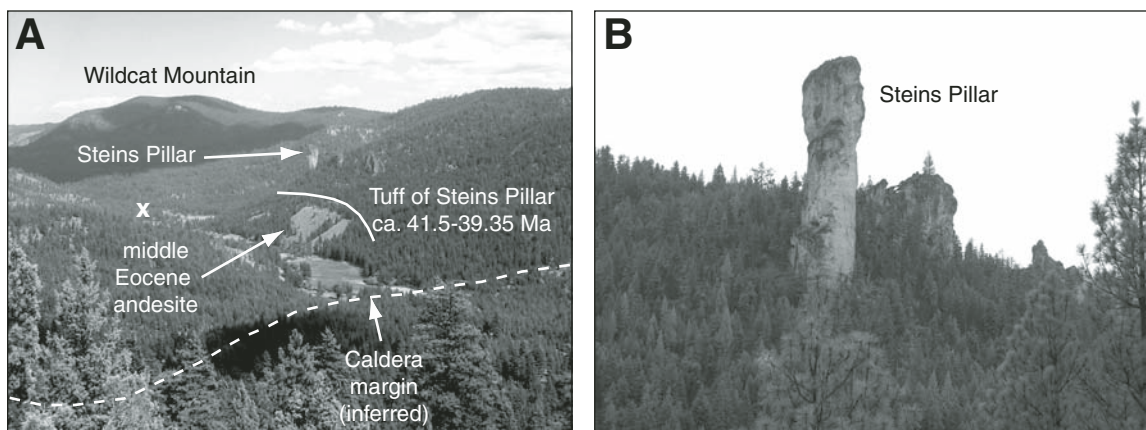 A
Wildcat Mountain
Steins Pillar
Tuff of Steins Pillar
ca. 41.5-39.35 Ma
x
middle
Eocene
andesite
Caldera
margin
(inferred)
B
Steins Pillar